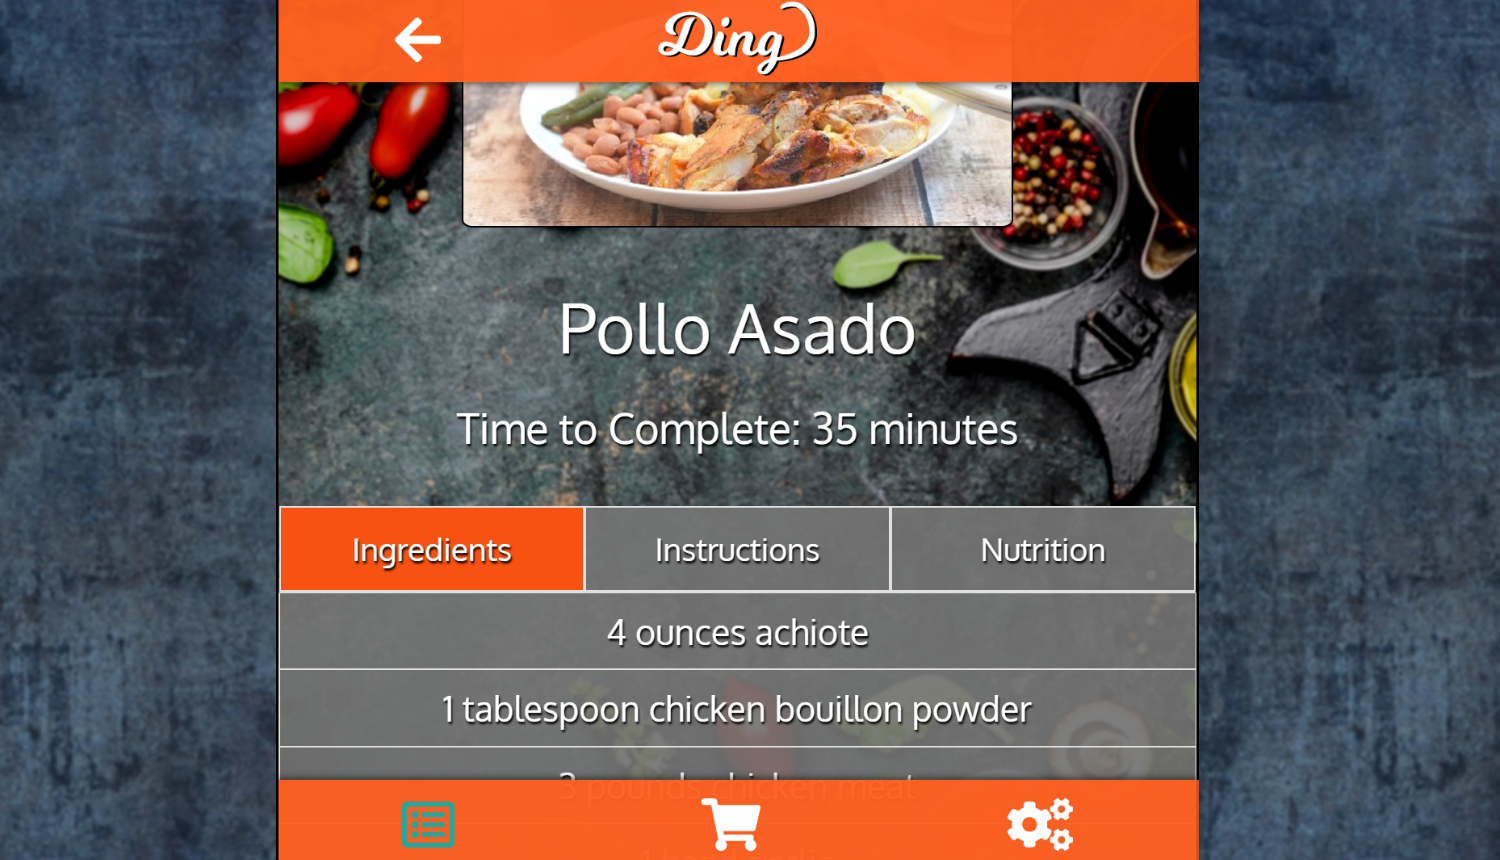 Ding
Pollo Asado
Time to Complete: 35 minutes
Ingredients
Instructions
Nutrition
4 ounces achiote
1 tablespoon chicken bouillon powder
3 pounds chicken meat